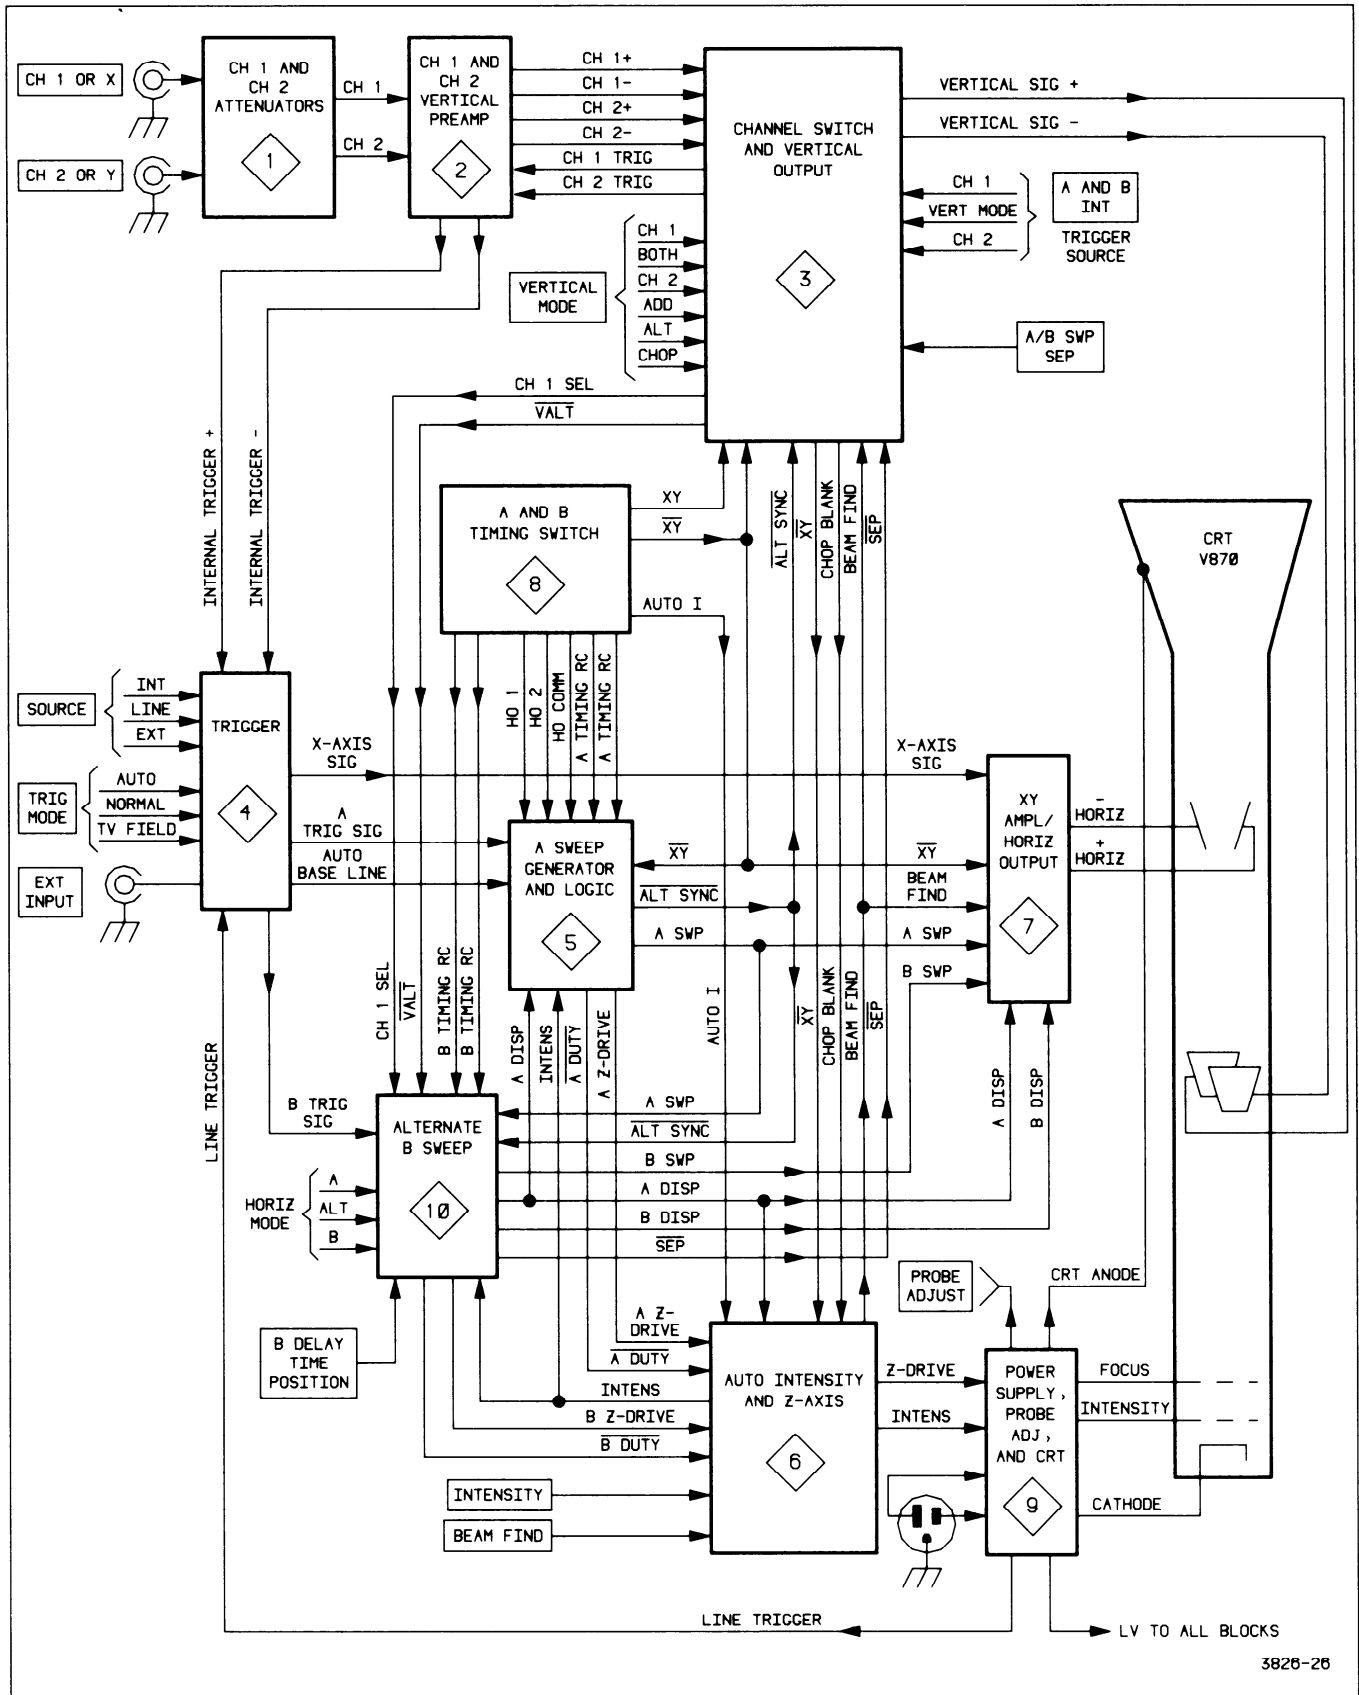 CH 1 OR X
CH 2 OR Y
CH 1 AND
CH 2
ATTENUATORS
1
CH 1
CH 2
CH 1 AND
CH 2
VERTICAL
PREAMP
2
CH 1+
CH 1-
CH 2+
CH 2-
CH 1 TRIG
CH 2 TRIG
CHANNEL SWITCH
AND VERTICAL
OUTPUT
3
VERTICAL SIG +
VERTICAL SIG -
CH 1
VERT MODE
CH 2
A AND B
INT
TRIGGER
SOURCE
A/B SWP
SEP
VERTICAL
MODE
CH 1
BOTH
CH 2
ADD
ALT
CHOP
CH 1 SEL
VALT
INTERNAL TRIGGER +
INTERNAL TRIGGER -
A AND B
TIMING SWITCH
8
XY
XY
AUTO I
ALT SYNC
XY
CHOP BLANK
BEAM FIND
SEP
CRT
V870
SOURCE
INT
LINE
EXT
TRIG
MODE
AUTO
NORMAL
TV FIELD
EXT
INPUT
TRIGGER
4
HO 1
HO 2
HO COMM
A TIMING RC
A TIMING RC
X-AXIS
SIG
X-AXIS
SIG
A
TRIG SIG
AUTO
BASE LINE
A SWEEP
GENERATOR
AND LOGIC
5
XY
ALT SYNC
A SWP
XY
BEAM
FIND
A SWP
B SWP
XY
AMPL/
HORIZ
OUTPUT
7
-
HORIZ
+
HORIZ
CH 1 SEL
VALT
B TIMING RC
B TIMING RC
A DISP
INTENS
A DUTY
A Z-DRIVE
AUTO I
XY
CHOP BLANK
BEAM FIND
SEP
A DISP
B DISP
LINE TRIGGER
B TRIG
SIG
HORIZ
MODE
A
ALT
B
ALTERNATE
B SWEEP
10
A SWP
ALT SYNC
B SWP
A DISP
B DISP
SEP
B DELAY
TIME
POSITION
A Z-
DRIVE
A DUTY
INTENS
B Z-DRIVE
B DUTY
INTENSITY
BEAM FIND
AUTO INTENSITY
AND Z-AXIS
6
Z-DRIVE
INTENS
PROBE
ADJUST
CRT ANODE
POWER
SUPPLY,
PROBE
ADJ,
AND CRT
9
FOCUS
INTENSITY
CATHODE
LINE TRIGGER
LV TO ALL BLOCKS
3826-26